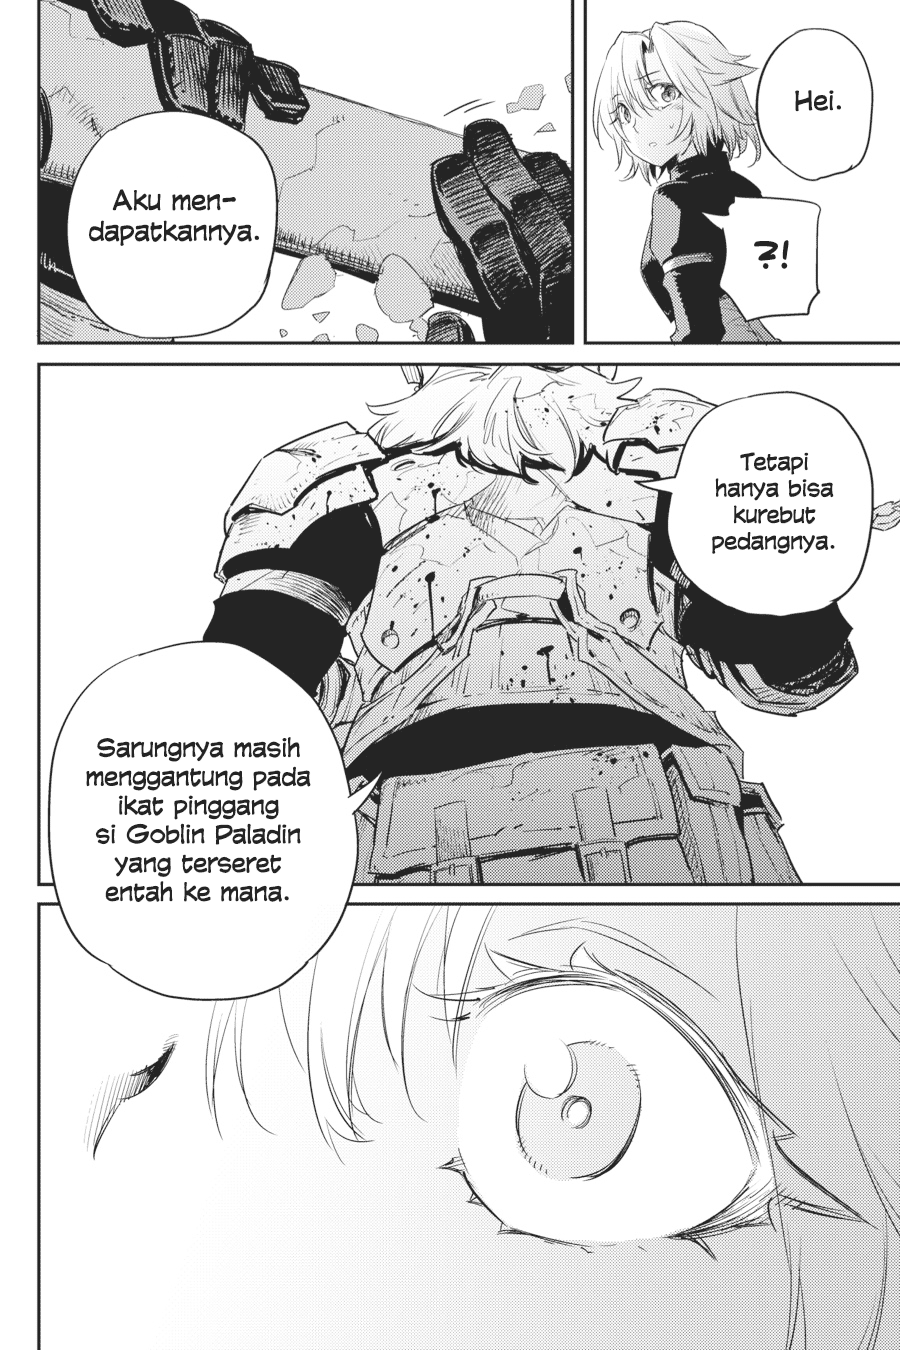 Hei.
?!
Aku men-
dapatkannya.
Tetapi
hanya bisa
kurebut
pedangnya.
Sarungnya masih
menggantung pada
ikat pinggang
si Goblin Paladin
yang terseret
entah ke mana.